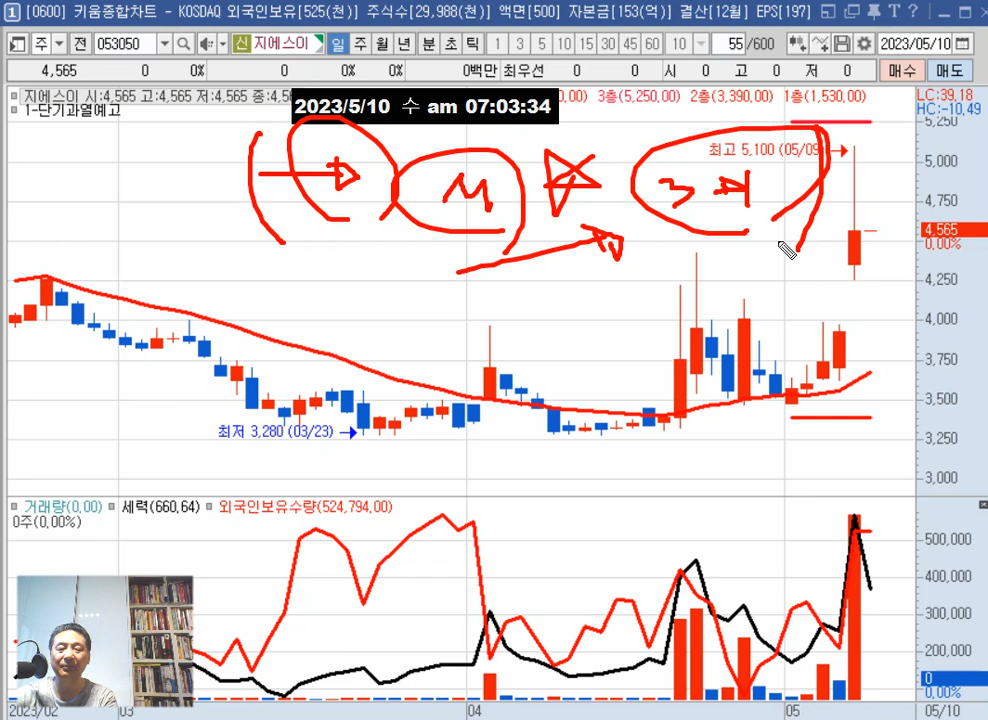 1 [0600] 키움종합차트 - KOSDAQ 외국인보유[525(천)] 주식수[29,988(천)] 액면[500] 자본금[153(억)] 결산[12월] EPS[197]
주 전 053050 신 지에스이 일 주 월 년 분 초 틱 1 3 5 10 15 30 45 60 10 55 /600 2023/05/10
4,565 0 0% 0 0% 0% 0백만 최우선 0 0 시 0 고 0 저 0 매수 매도
지에스이 시:4,565 고:4,565 저:4,565 종:4,5 00) 3층(5,250,00) 2층(3,390,00) 1층(1,530,00) LC:39,18
1-단기과열예고 HC:-10,49
2023/5/10 수 am 07:03:34
5,250
최고 5,100 (05/09) 5,000
M 3 파
4,750
4,565
0,00%
4,250
4,000
3,750
3,500
최저 3,280 (03/23) 3,250
3,000
거래량(0,00) 세력(660,64) 외국인보유수량(524,794,00)
0주(0,00%)
500,000
400,000
300,000
200,000
0
0,00%
2023/02 03 04 05 05/10